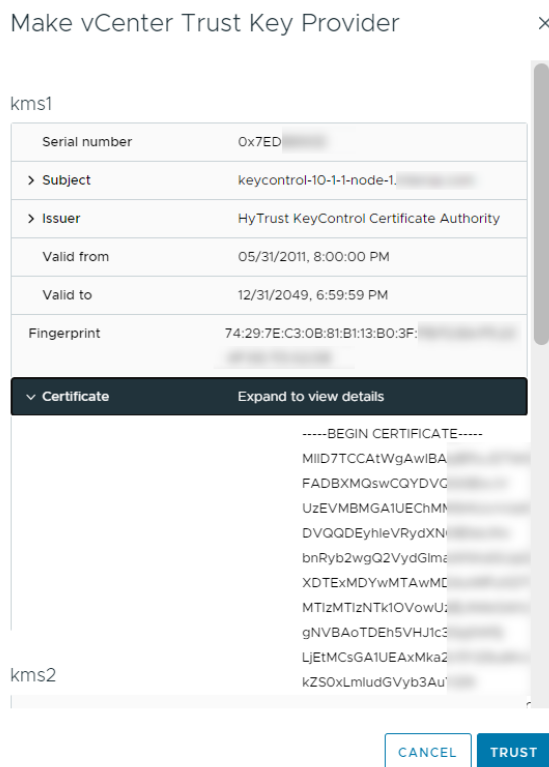 Make vCenter Trust Key Provider
kms1
Serial number 0x7ED
Subject keycontrol-10-1-1-node-1.
Issuer HyTrust KeyControl Certificate Authority
Valid from 05/31/2011, 8:00:00 PM
Valid to 12/31/2049, 6:59:59 PM
Fingerprint 74:29:7E:C3:0B:81:B1:13:B0:3F:
Certificate Expand to view details
-----BEGIN CERTIFICATE-----
MIID7TCCAtWgAwIBA
FADBXMQswCQYDVQ
UzEVMBMGA1UEChMM
DVQQDEyhIeVRydXN
bnRyb2wgQ2VydGlma
XDTExMDYwMTAwMD
MTIzMTIzNTk1OVowUz
gNVBAoTDEh5VHJ1c3
LjEtMCsGA1UEAxMka2
kZS0xLmludGVyb3Au
kms2
CANCEL TRUST